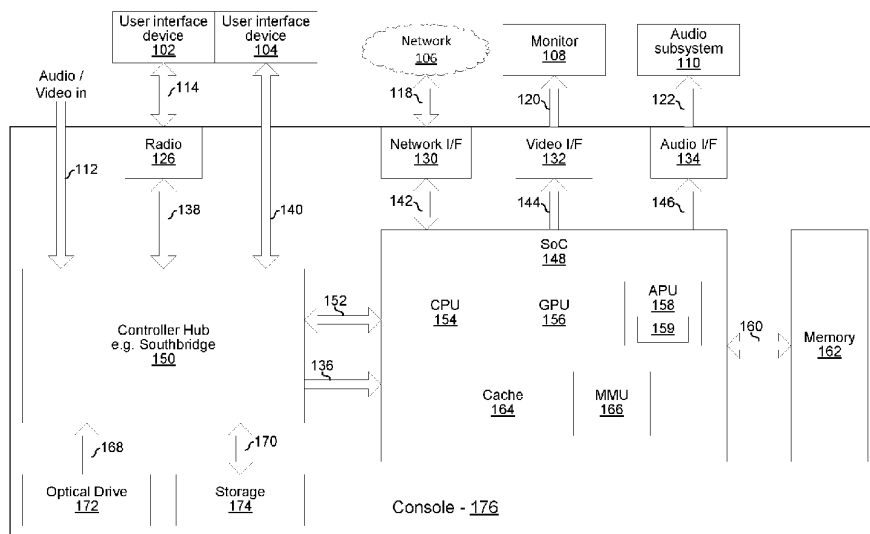 User interface device 102
User interface device 104
Network 106
Monitor 108
Audio subsystem 110
Audio / Video in
114
118
120
122
Radio 126
Network I/F 130
Video I/F 132
Audio I/F 134
112
138
140
142
144
146
SoC 148
CPU 154
GPU 156
APU 158
159
152
160
Controller Hub e.g. Southbridge 150
Memory 162
136
Cache 164
MMU 166
168
170
Optical Drive 172
Storage 174
Console - 176